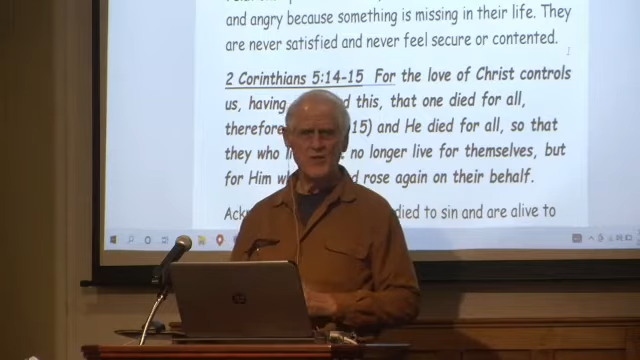 and angry because something is missing in their life. They
are never satisfied and never feel secure or contented.
2 Corinthians 5:14-15 For the love of Christ controls
us, having this, that one died for all,
therefore 15) and He died for all, so that
they who no longer live for themselves, but
for Him rose again on their behalf.
died to sin and are alive to
hp